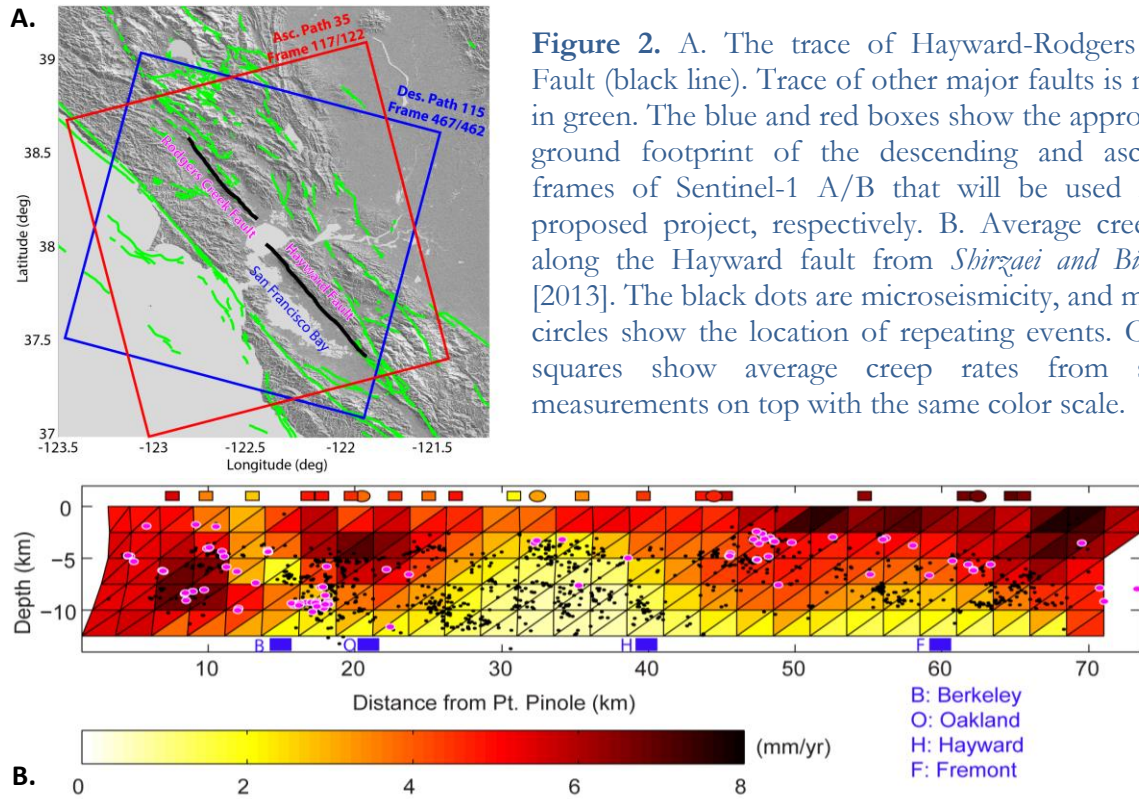 A.
39
38.5
38
37.5
37
Latitude (deg)
-123.5
-123
-122.5
-122
-121.5
Longitude (deg)
Asc. Path 35
Frame 117/122
Des. Path 115
Frame 467/462
Rodgers Creek Fault
Hayward Fault
San Francisco Bay
Figure 2. A. The trace of Hayward-Rodgers
Fault (black line). Trace of other major faults is
in green. The blue and red boxes show the
ground footprint of the descending and
frames of Sentinel-1 A/B that will be used
proposed project, respectively. B. Average
along the Hayward fault from Shirzaei and
[2013]. The black dots are microseismicity, and
circles show the location of repeating events.
squares show average creep rates from
measurements on top with the same color scale.
0
−5
−10
Depth (km)
B
O
H
F
10
20
30
40
50
60
70
Distance from Pt. Pinole (km)
B: Berkeley
O: Oakland
H: Hayward
F: Fremont
(mm/yr)
0
2
4
6
8
B.